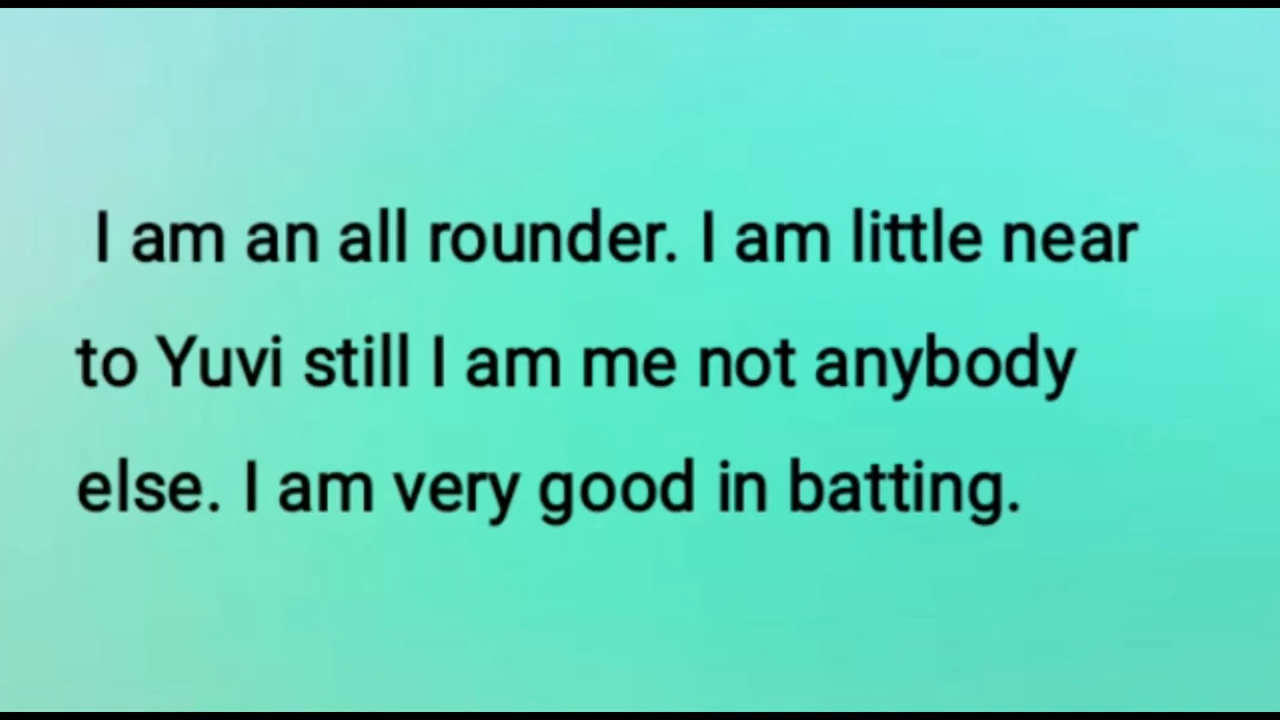 I am an all rounder. I am little near
to Yuvi still I am me not anybody
else. I am very good in batting.